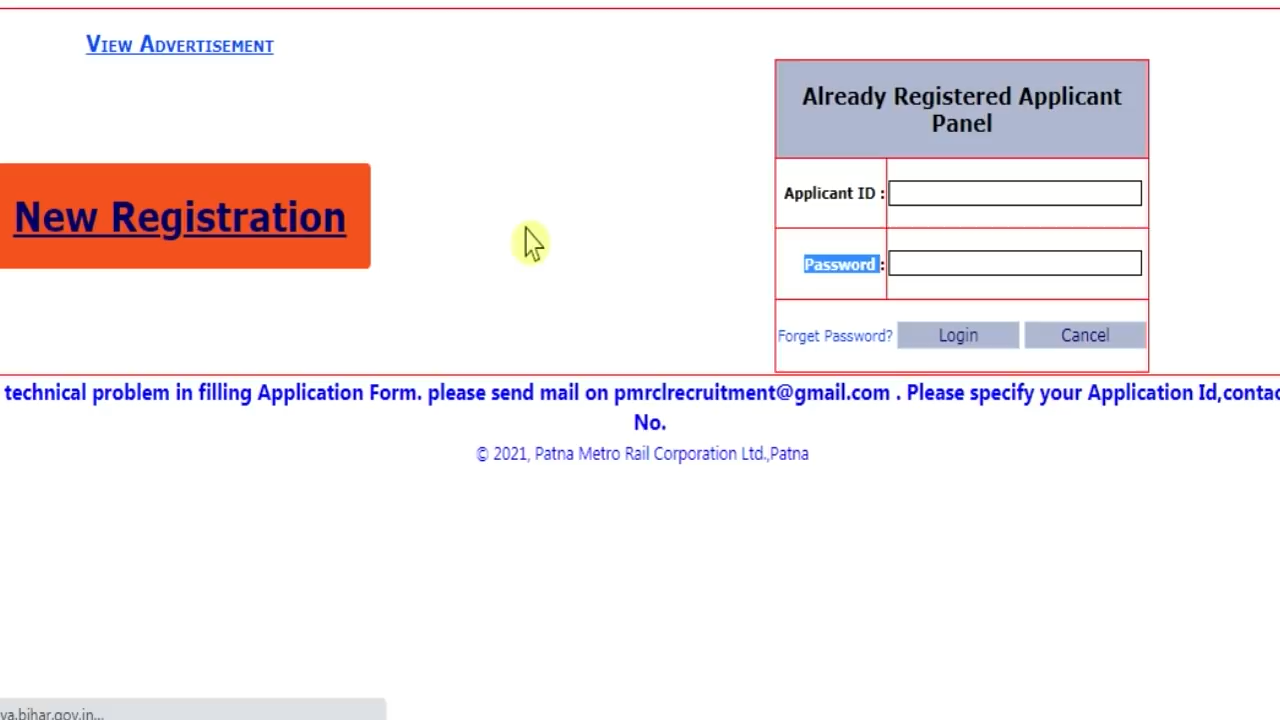 View Advertisement
Already Registered Applicant
Panel
New Registration
Applicant ID :
Password :
Forget Password? Login Cancel
technical problem in filling Application Form. please send mail on pmrclrecruitment@gmail.com . Please specify your Application Id,contac
No.
© 2021, Patna Metro Rail Corporation Ltd.,Patna
va.bihar.gov.in...